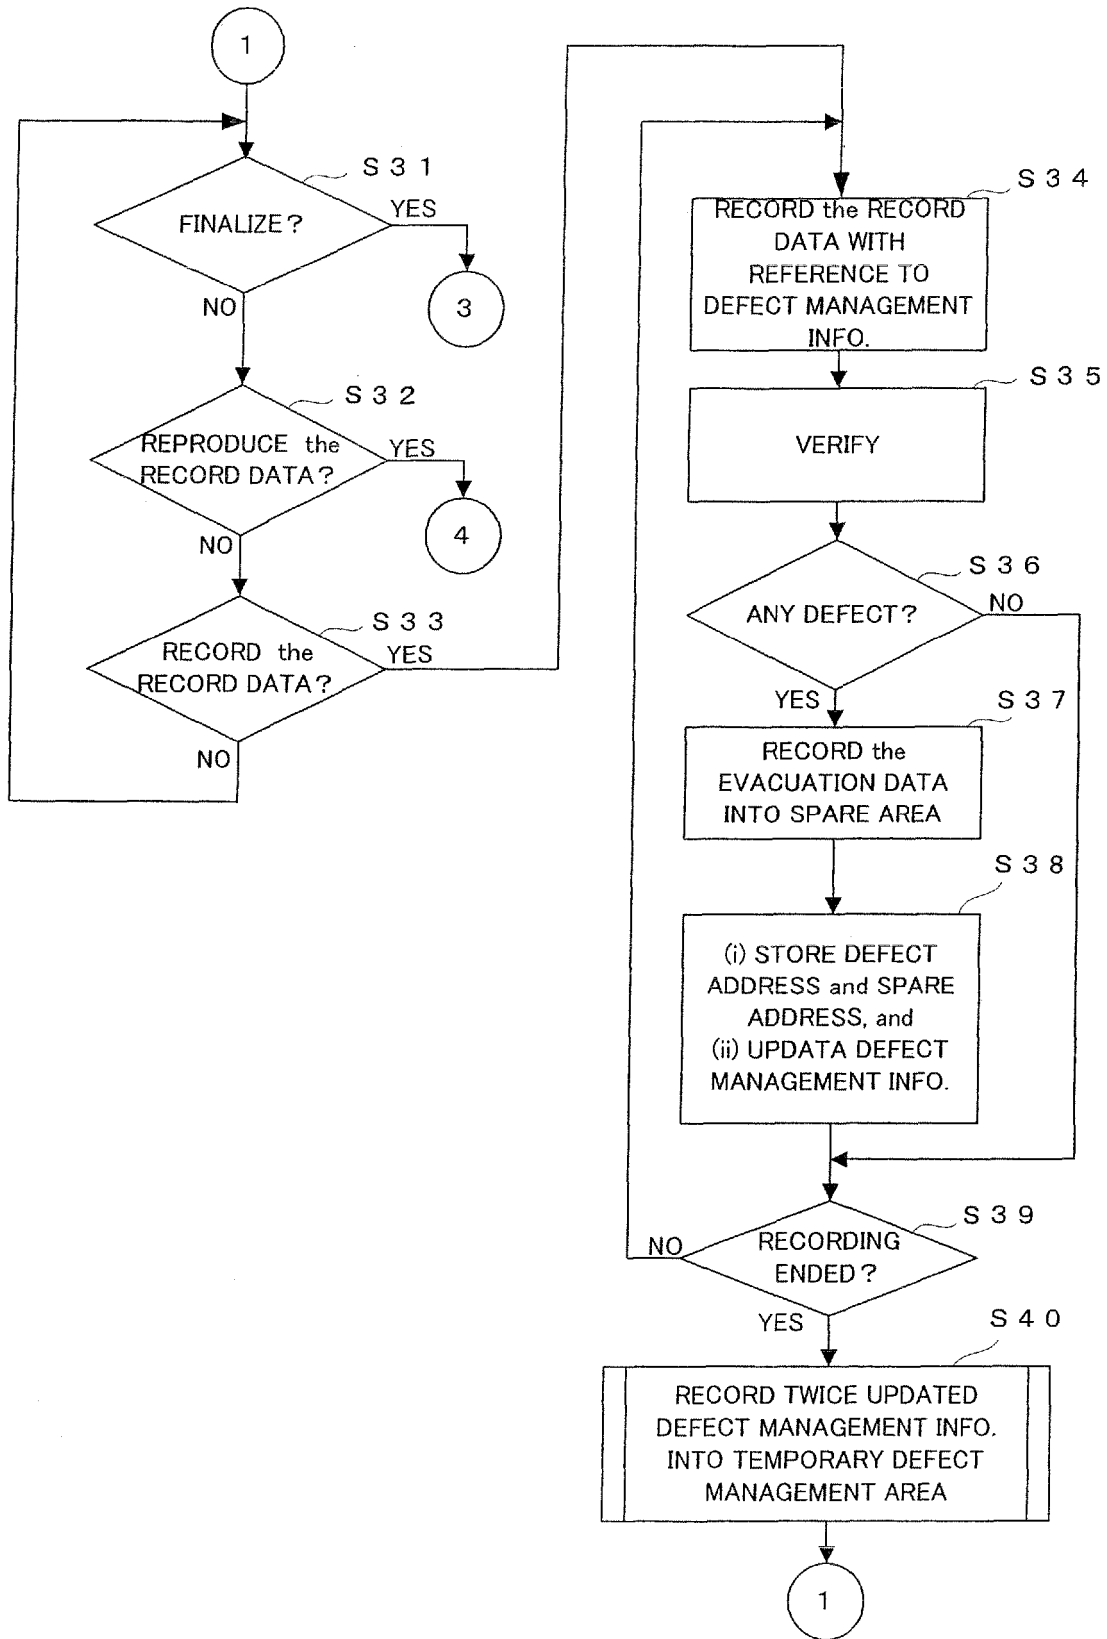 1
S31
FINALIZE?
YES
3
NO
S32
REPRODUCE the
RECORD DATA?
YES
4
NO
S33
RECORD the
RECORD DATA?
YES
NO
S34
RECORD the RECORD
DATA WITH
REFERENCE TO
DEFECT MANAGEMENT
INFO.
S35
VERIFY
S36
ANY DEFECT?
NO
YES
S37
RECORD the
EVACUATION DATA
INTO SPARE AREA
S38
(i) STORE DEFECT
ADDRESS and SPARE
ADDRESS, and
(ii) UPDATA DEFECT
MANAGEMENT INFO.
S39
RECORDING
ENDED?
NO
YES
S40
RECORD TWICE UPDATED
DEFECT MANAGEMENT INFO.
INTO TEMPORARY DEFECT
MANAGEMENT AREA
1